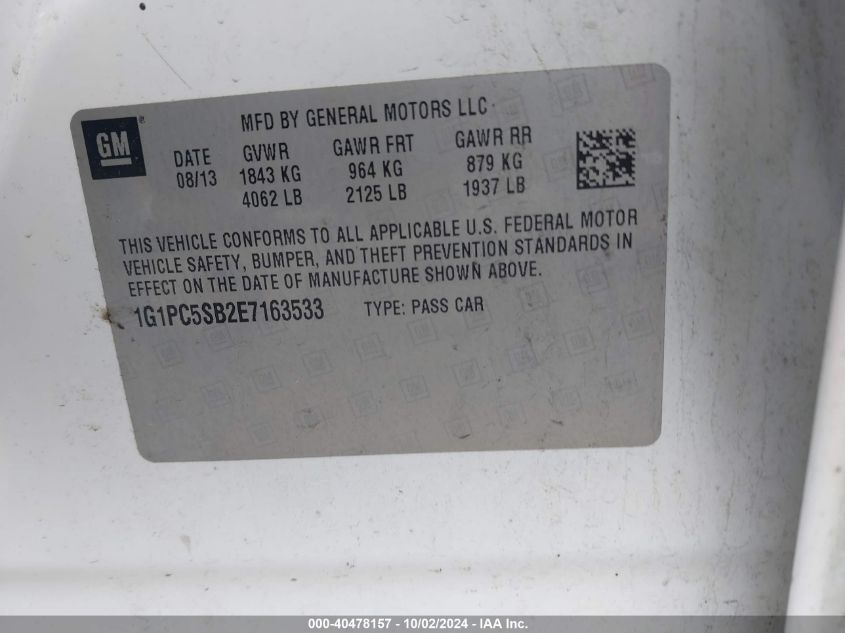 GM®
MFD BY GENERAL MOTORS LLC
DATE GVWR GAWR FRT GAWR RR
08/13 1843 KG 964 KG 879 KG
4062 LB 2125 LB 1937 LB
THIS VEHICLE CONFORMS TO ALL APPLICABLE U.S. FEDERAL MOTOR
VEHICLE SAFETY, BUMPER, AND THEFT PREVENTION STANDARDS IN
EFFECT ON THE DATE OF MANUFACTURE SHOWN ABOVE.
1G1PC5SB2E7163533 TYPE: PASS CAR
000-40478157 - 10/02/2024 - IAA Inc.